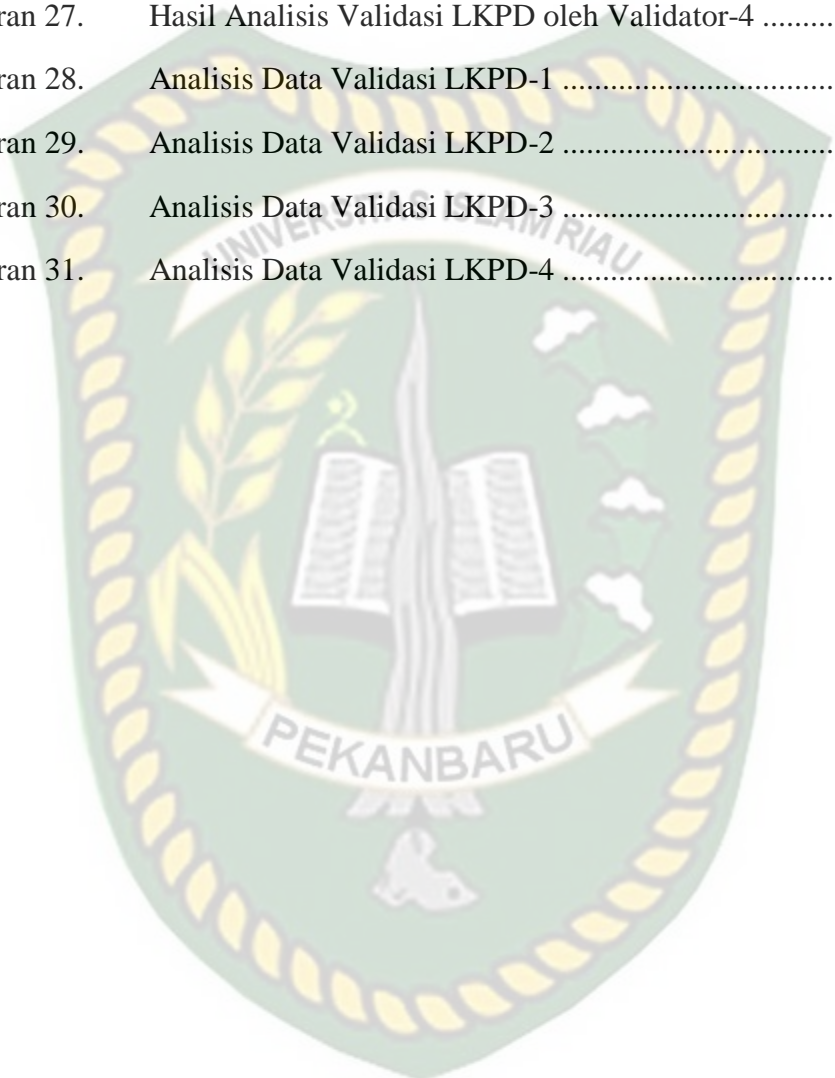 ran 27. Hasil Analisis Validasi LKPD oleh Validator-4 .........
ran 28. Analisis Data Validasi LKPD-1 ..................................
ran 29. Analisis Data Validasi LKPD-2 ..................................
ran 30. Analisis Data Validasi LKPD-3 ..................................
UNIVERSITAS ISLAM RIAU
ran 31. Analisis Data Validasi LKPD-4 ..................................
PEKANBARU